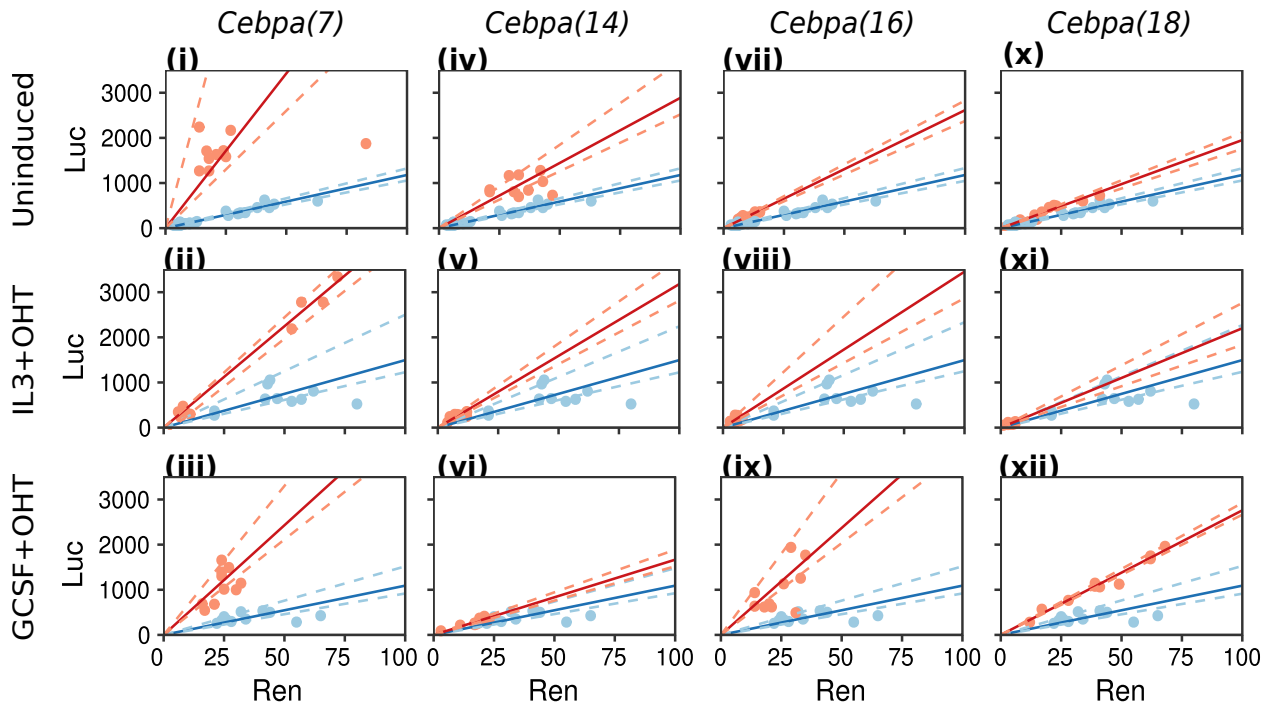 Cebpa(7) Cebpa(14) Cebpa(16) Cebpa(18)
(i) (iv) (vii) (x)
Uninduced
Luc
3000
2000
1000
0
(ii) (v) (viii) (xi)
IL3+OHT
Luc
3000
2000
1000
0
(iii) (vi) (ix) (xii)
GCSF+OHT
Luc
3000
2000
1000
0
0 25 50 75 100 0 25 50 75 100 0 25 50 75 100 0 25 50 75 100
Ren Ren Ren Ren